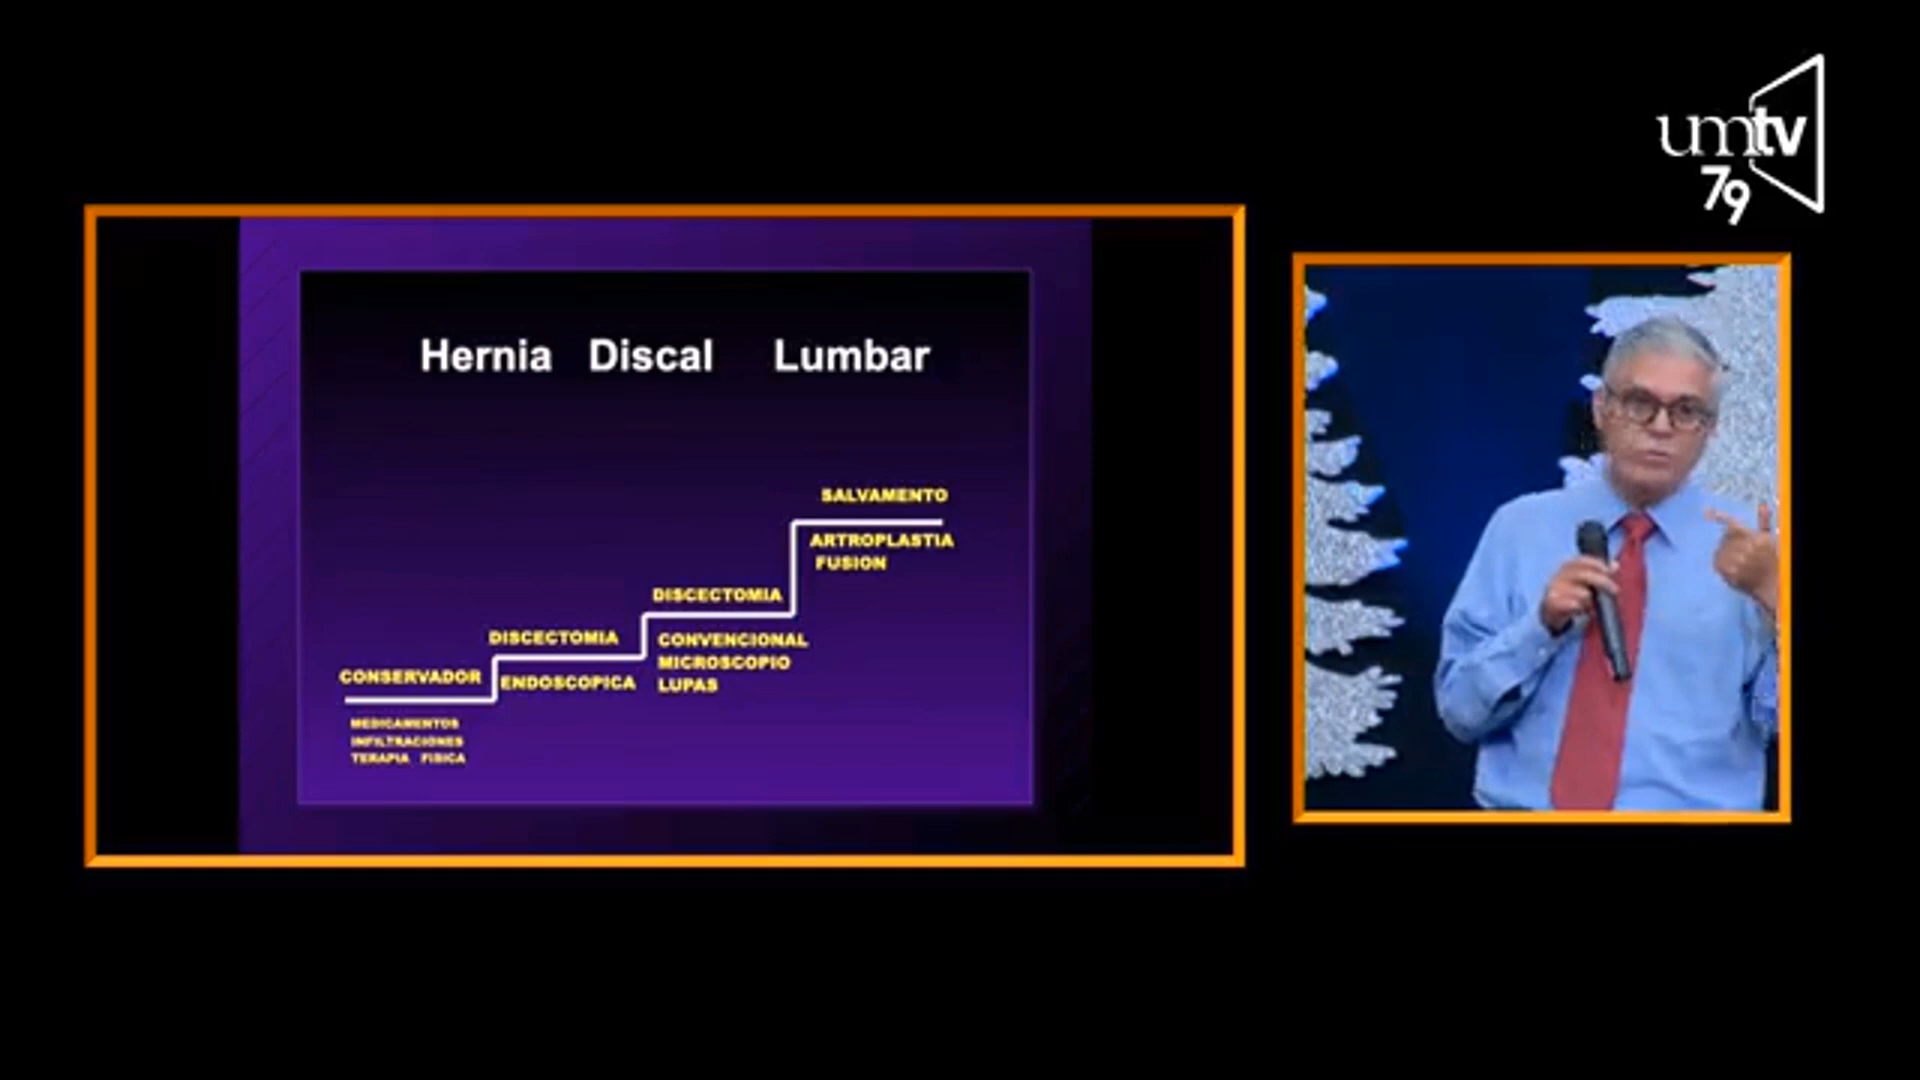 umtv
79
Hernia Discal Lumbar
SALVAMENTO
ARTROPLASTIA
FUSION
DISCECTOMIA
CONVENCIONAL
MICROSCOPIO
LUPAS
DISCECTOMIA
ENDOSCOPICA
CONSERVADOR
MEDICAMENTOS
INFILTRACIONES
TERAPIA FISICA